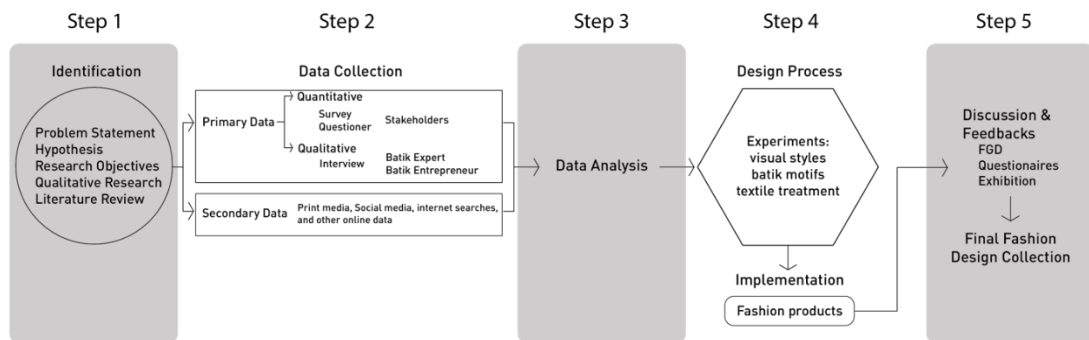 Step 1
Step 2
Step 3
Step 4
Step 5
Identification
Problem Statement
Hypothesis
Research Objectives
Qualitative Research
Literature Review
Data Collection
Primary Data
Quantitative
Survey
Questioner
Stakeholders
Qualitative
Interview
Batik Expert
Batik Entrepreneur
Secondary Data
Print media, Social media, internet searches,
and other online data
Data Analysis
Design Process
Experiments:
visual styles
batik motifs
textile treatment
Implementation
Fashion products
Discussion &
Feedbacks
FGD
Questionaires
Exhibition
Final Fashion
Design Collection